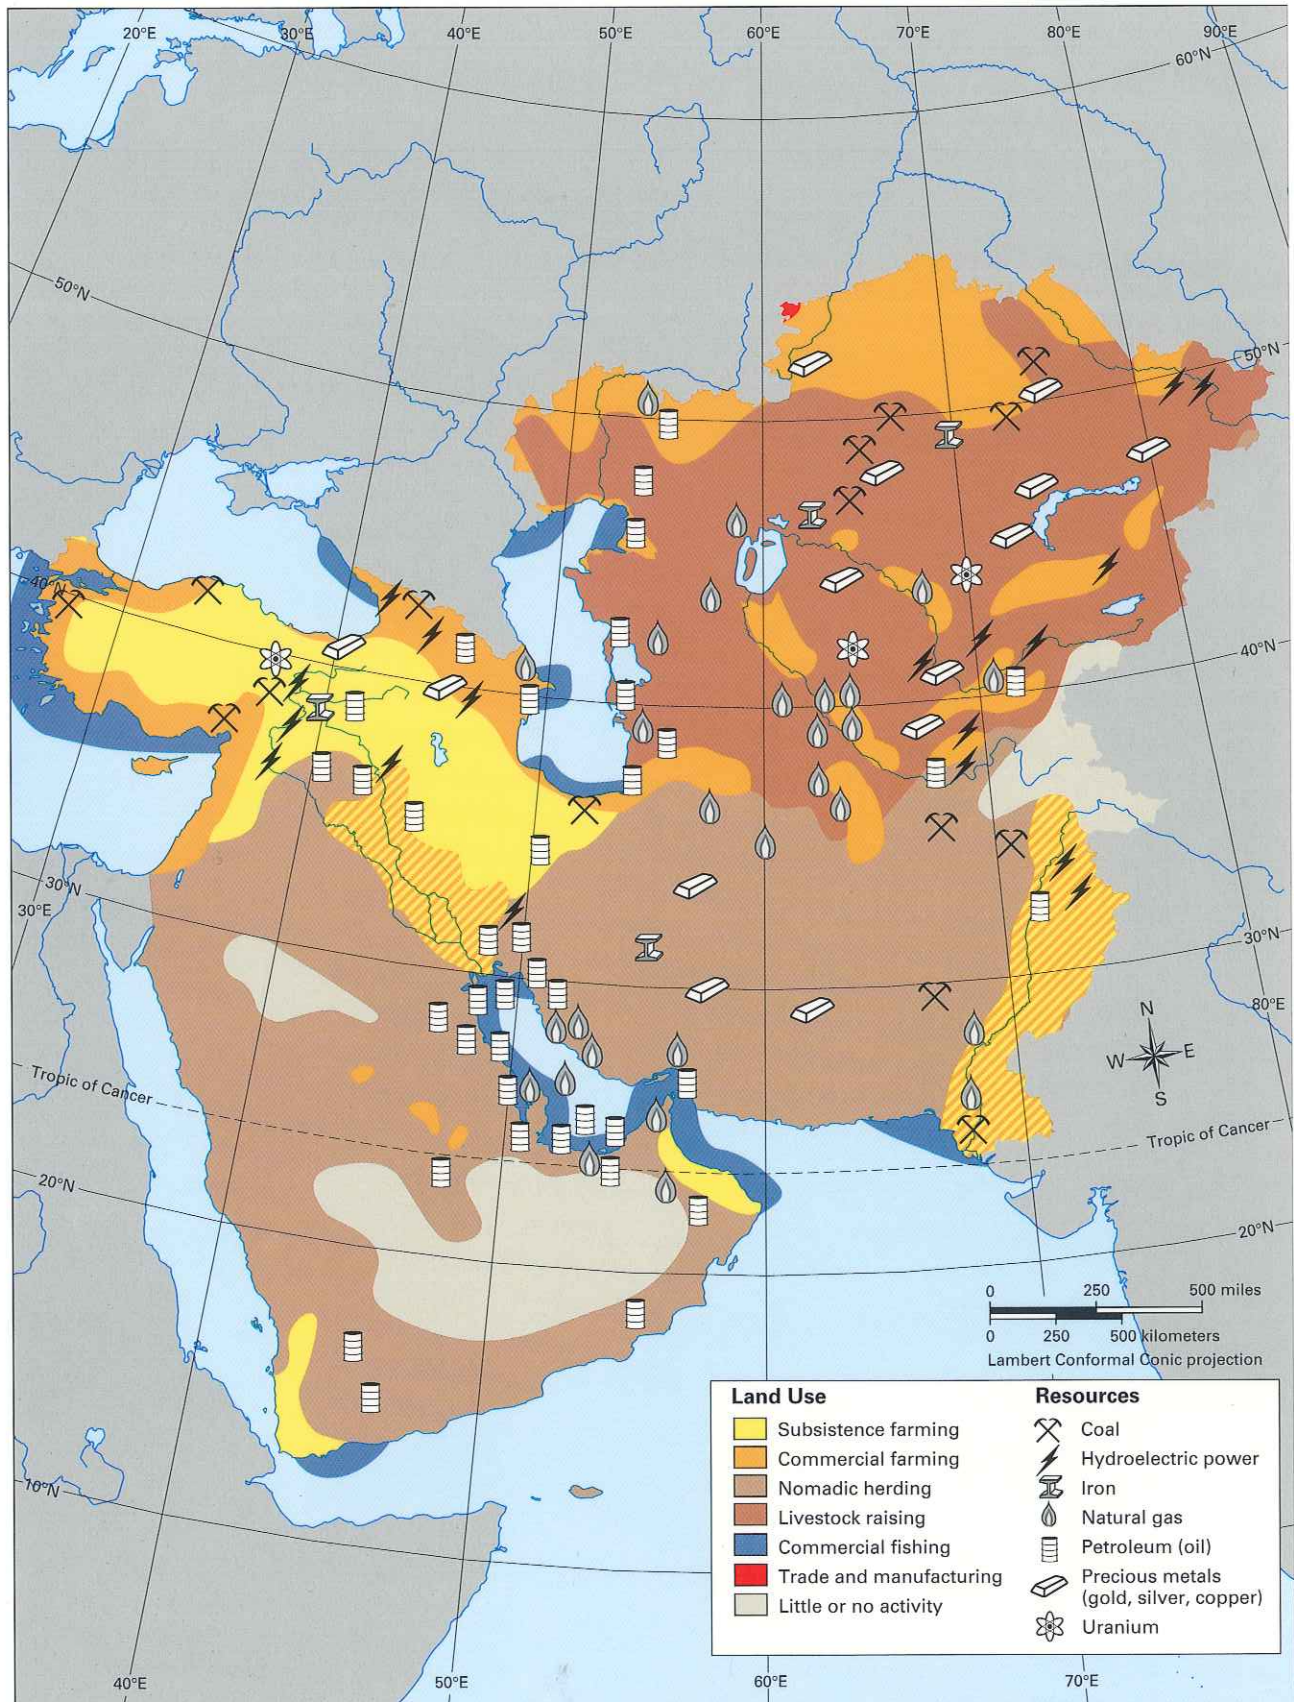 20°E
30°E
40°E
50°E
60°E
70°E
80°E
90°E
60°N
50°N
50°N
40°N
40°N
30°N
30°E
30°N
80°E
N
W
E
S
Tropic of Cancer
Tropic of Cancer
20°N
20°N
0 250 500 miles
0 250 500 kilometers
Lambert Conformal Conic projection
10°N
Land Use
Subsistence farming
Commercial farming
Nomadic herding
Livestock raising
Commercial fishing
Trade and manufacturing
Little or no activity
Resources
Coal
Hydroelectric power
Iron
Natural gas
Petroleum (oil)
Precious metals
(gold, silver, copper)
Uranium
40°E
50°E
60°E
70°E